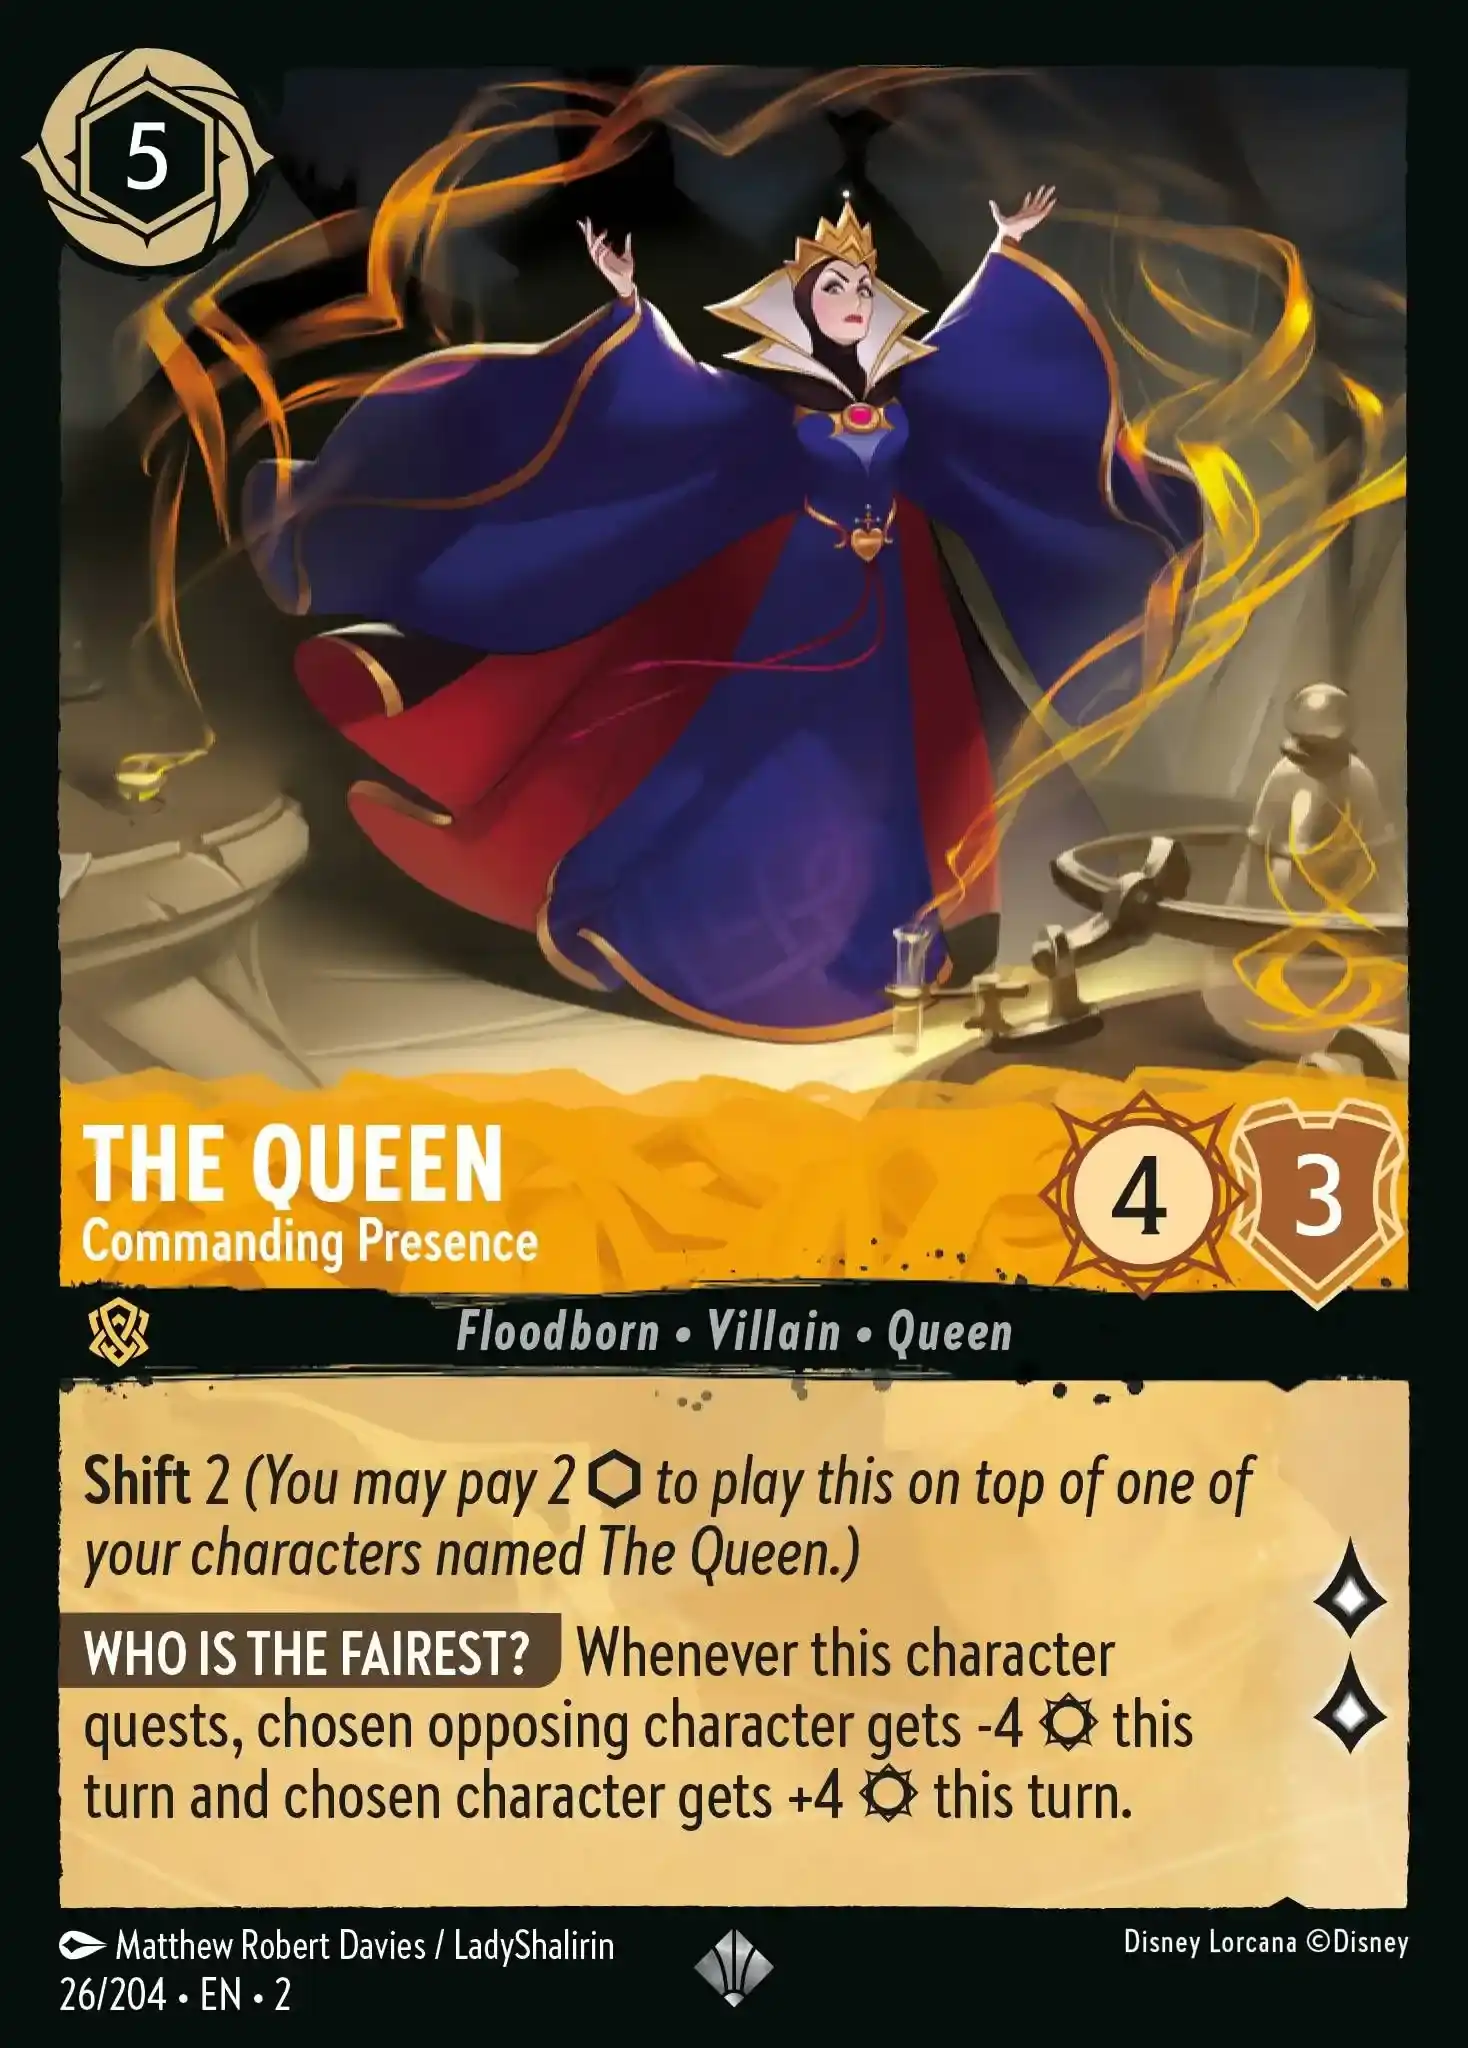 5
THE QUEEN
Commanding Presence
4
3
Floodborn • Villain • Queen
Shift 2 (You may pay 2 ⬡ to play this on top of one of
your characters named The Queen.)
WHO IS THE FAIREST? Whenever this character
quests, chosen opposing character gets -4 ¤ this
turn and chosen character gets +4 ¤ this turn.
Matthew Robert Davies / LadyShalirin
Disney Lorcana ©Disney
26/204 • EN • 2